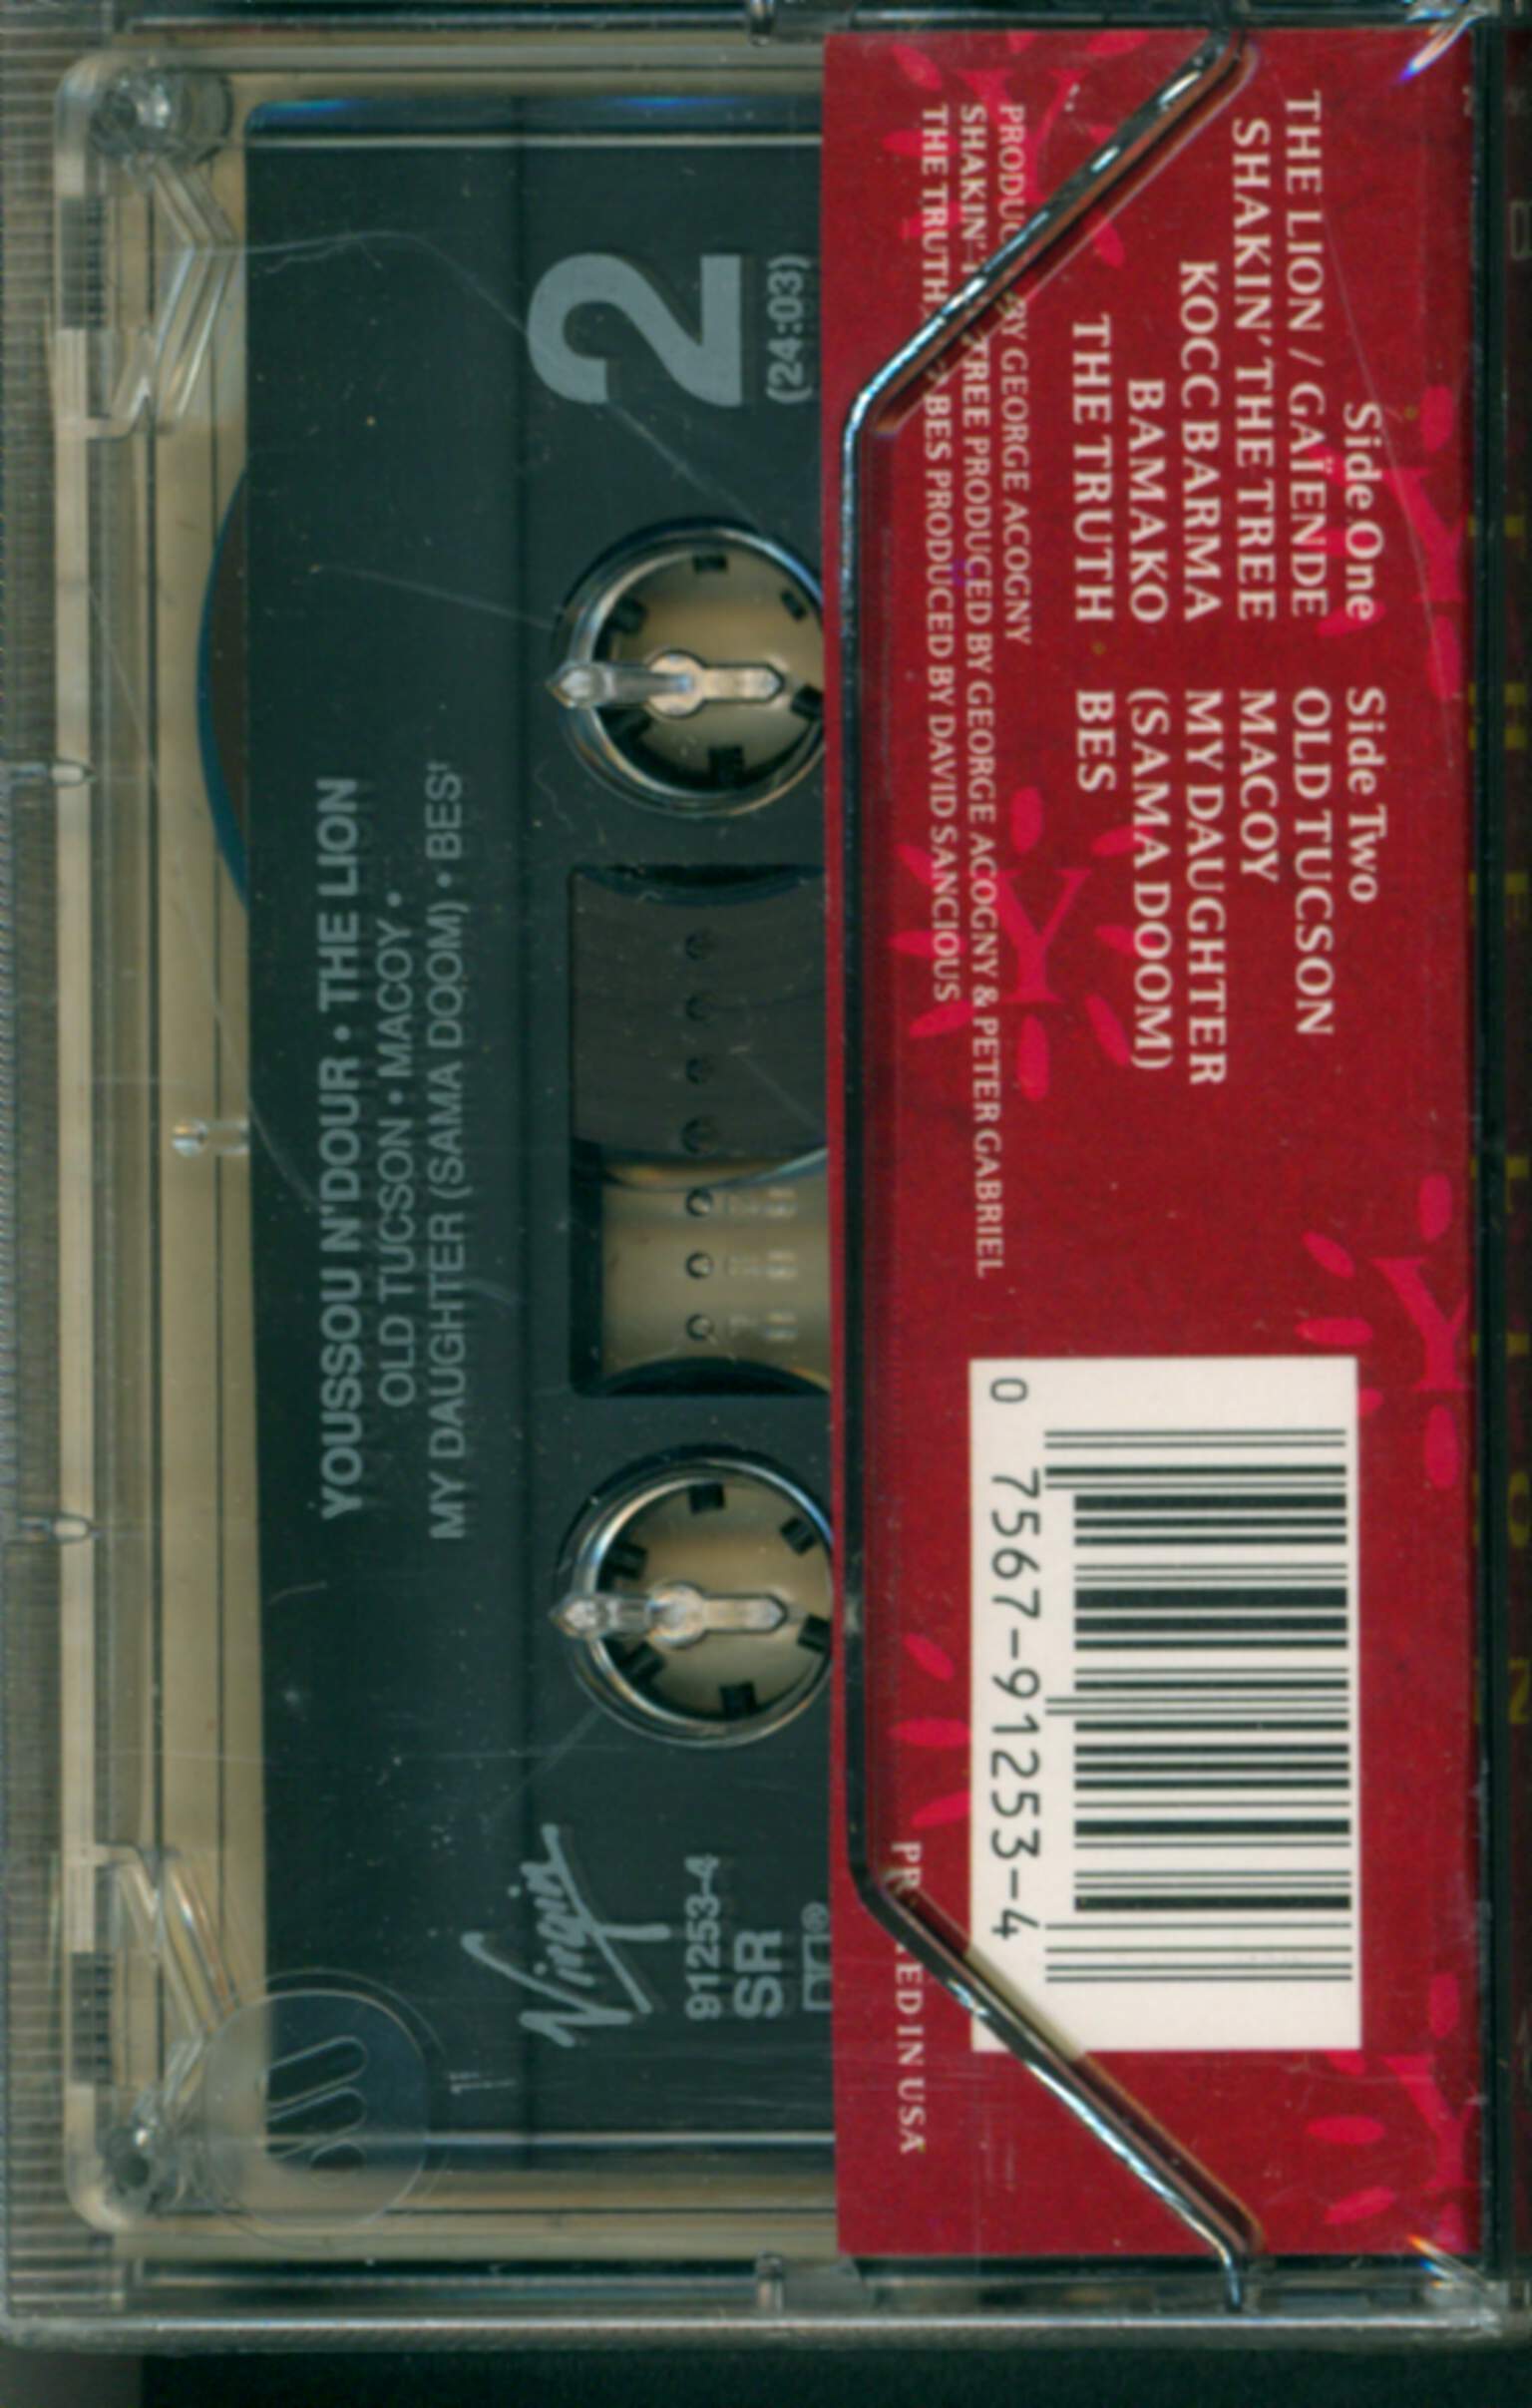 Side One
THE LION / GAÏENDE
SHAKIN' THE TREE
KOCC BARMA
BAMAKO
THE TRUTH
Side Two
OLD TUCSON
MACOY
MY DAUGHTER
(SAMA DOOM)
BES
BY GEORGE ACOGNY
SHAKIN' TREE PRODUCED BY GEORGE ACOGNY & PETER GABRIEL
THE TRUTH BES PRODUCED BY DAVID SANCIOUS
0 7567-91253-4
IN USA
2
(24:03)
YOUSSOU N'DOUR • THE LION
OLD TUCSON • MACOY •
MY DAUGHTER (SAMA DOOM) • BES
Virgin
91253-4
SR